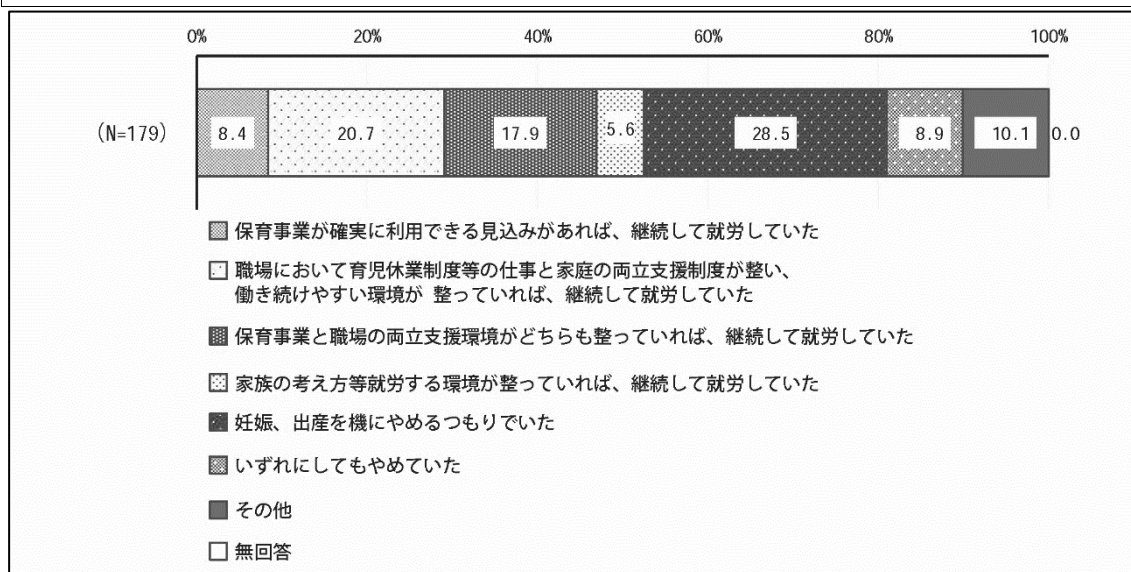 0% 20% 40% 60% 80% 100%
(N=179) 8.4 20.7 17.9 5.6 28.5 8.9 10.1 0.0
保育事業が確実に利用できる見込みがあれば、継続して就労していた
職場において育児休業制度等の仕事と家庭の両立支援制度が整い、
働き続けやすい環境が 整っていれば、継続して就労していた
保育事業と職場の両立支援環境がどちらも整っていれば、継続して就労していた
家族の考え方等就労する環境が整っていれば、継続して就労していた
妊娠、出産を機にやめるつもりでいた
いずれにしてもやめていた
その他
無回答